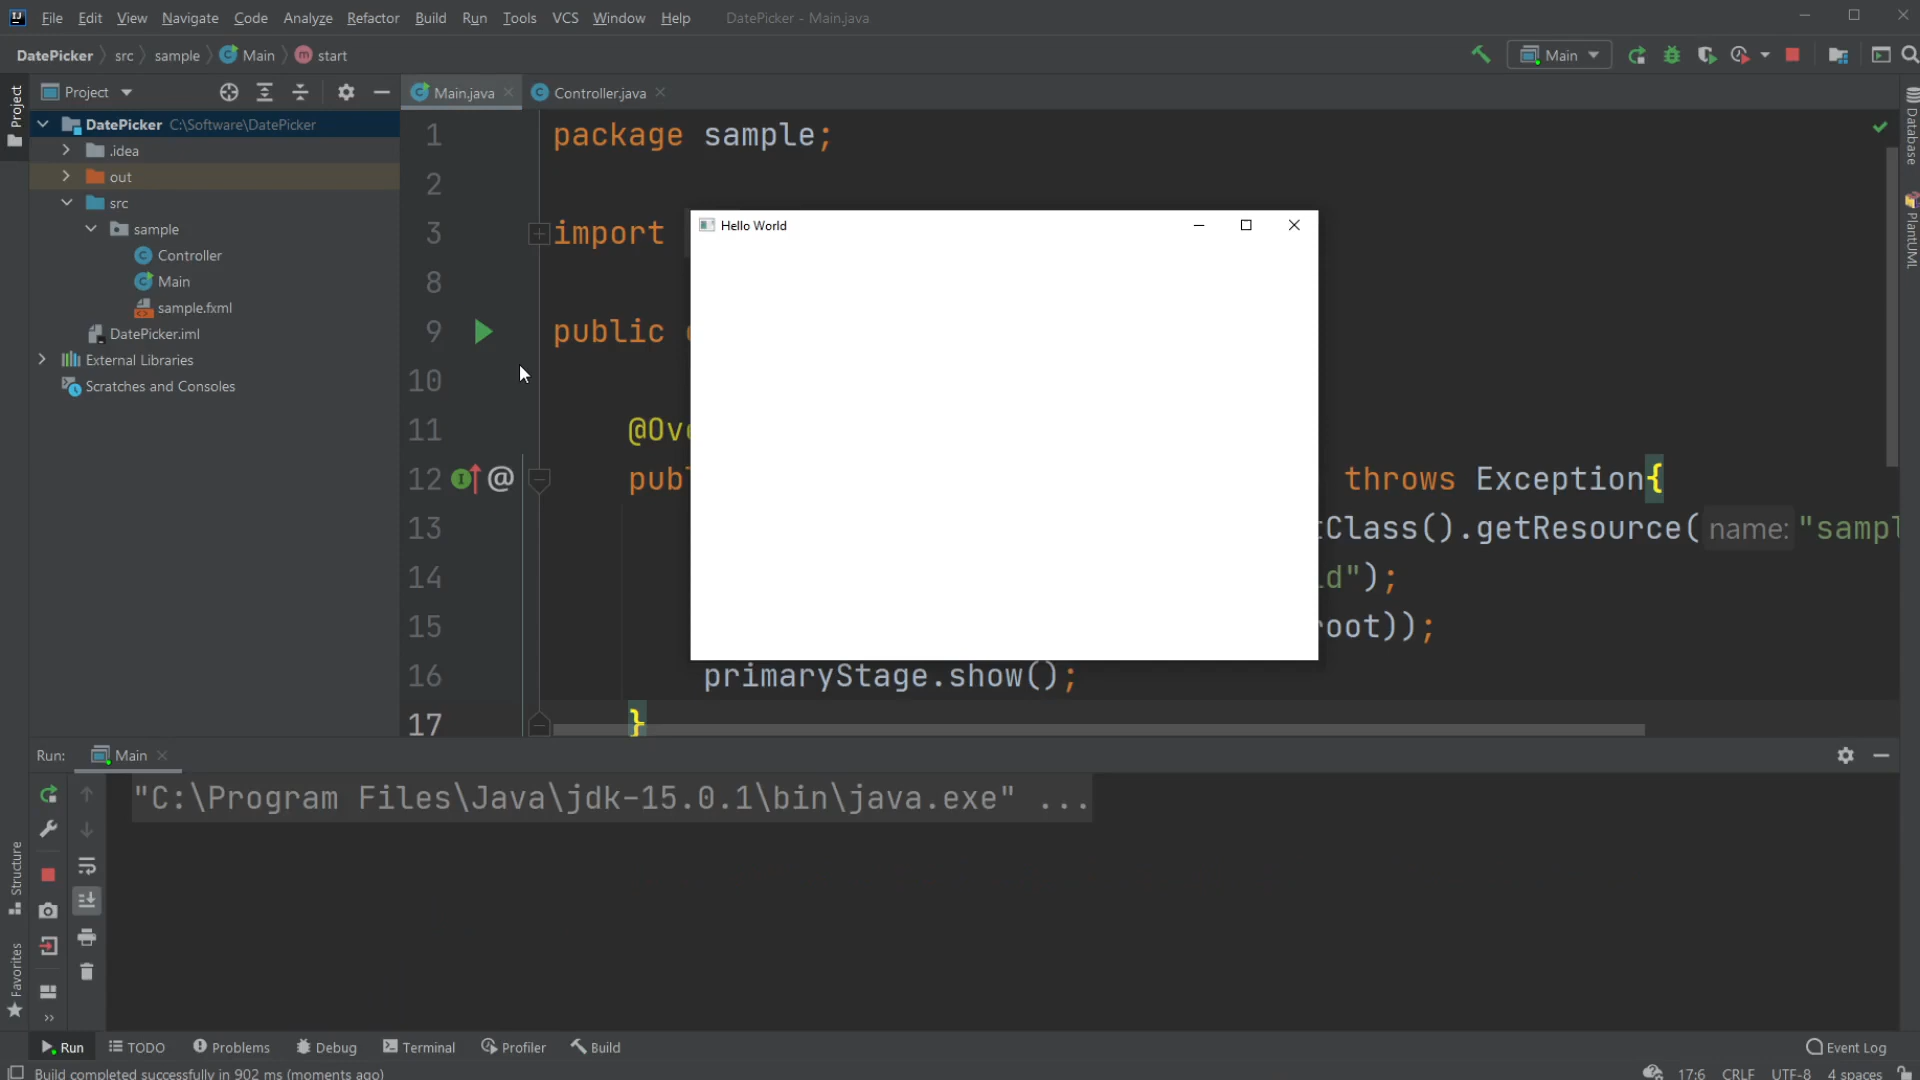 File Edit View Navigate Code Analyze Refactor Build Run Tools VCS Window Help DatePicker - Main.java
DatePicker src sample Main start
Main
Project
Main.java
Controller.java
Project
DatePicker C:\Software\DatePicker
.idea
out
src
sample
Controller
Main
sample.fxml
DatePicker.iml
External Libraries
Scratches and Consoles
1 package sample;
2
3 import
8
9 public
10
11 @Ov
12 @ publ throws Exception{
13 tClass().getResource( name: "sampl
14 ld");
15 root));
16 primaryStage.show();
17 }
Hello World
Database
PlantUML
Run: Main
"C:\Program Files\Java\jdk-15.0.1\bin\java.exe" ...
Structure
Favorites
Run TODO Problems Debug Terminal Profiler Build Event Log
Build completed successfully in 902 ms (moments ago) 17:6 CRLF UTF-8 4 spaces